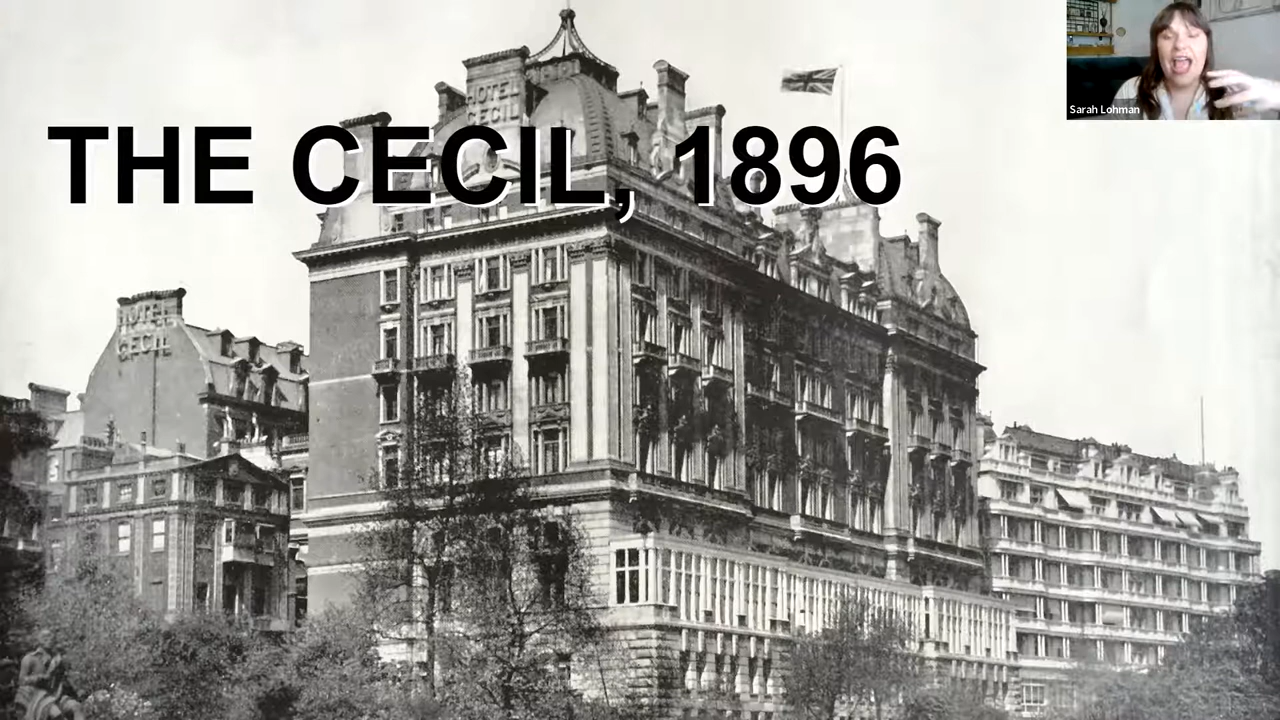 THE CECIL, 1896
Sarah Lohman
HOTEL
CECIL
HOTEL
CECIL